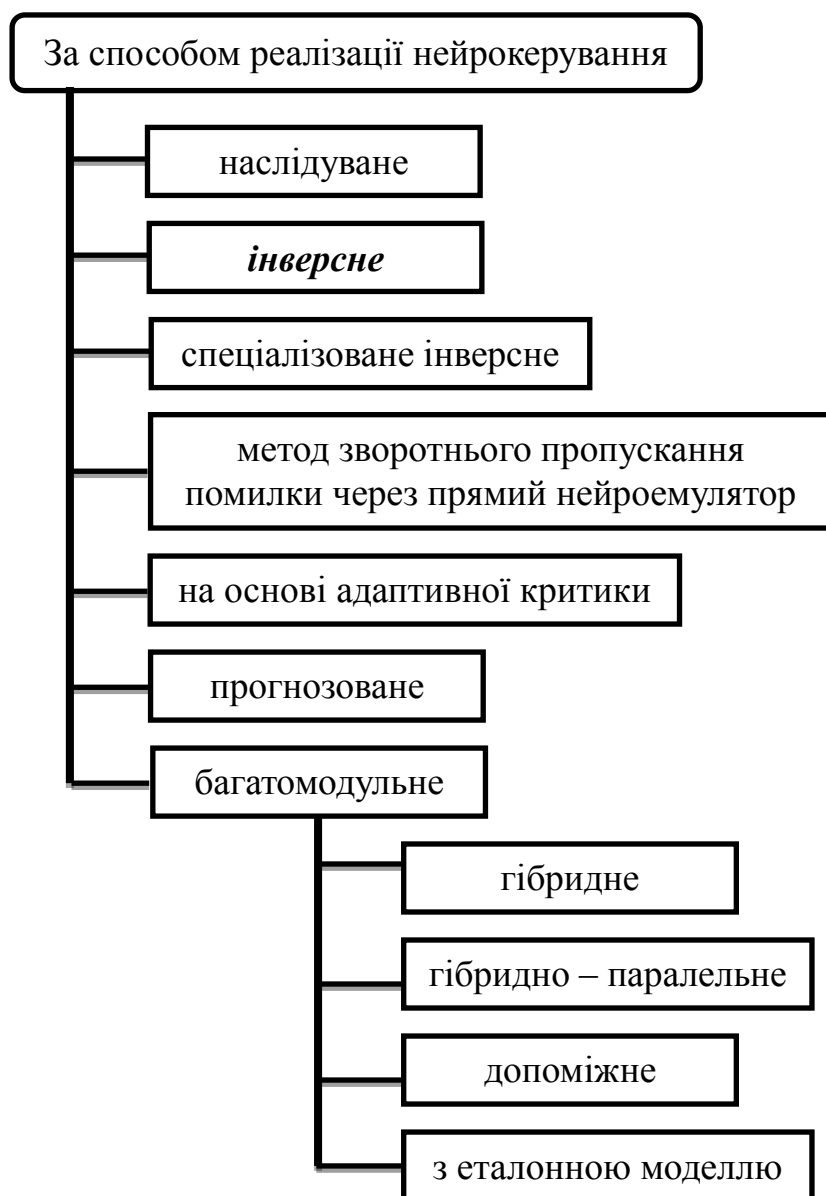 За способом реалізації нейрокерування
наслідуване
інверсне
спеціалізоване інверсне
метод зворотнього пропускання
помилки через прямий нейроемулятор
на основі адаптивної критики
прогнозоване
багатомодульне
гібридне
гібридно – паралельне
допоміжне
з еталонною моделлю